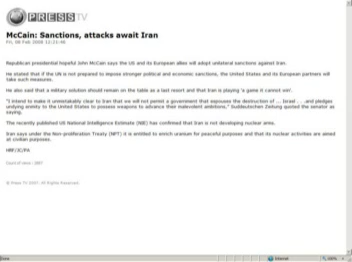 PRESSTV
McCain: Sanctions, attacks await Iran
Fri, 08 Feb 2008 12:21:46
Republican presidential hopeful John McCain says the US and its European allies will adopt unilateral sanctions against Iran.
He stated that if the UN is not prepared to impose stronger political and economic sanctions, the United States and its European partners will
take such measures.
He also said that a military solution should remain on the table as a last resort and that Iran is playing 'a game it cannot win'.
"I intend to make it unmistakably clear to Iran that we will not permit a government that espouses the destruction of ... Israel ... and pledges
undying enmity to the United States to possess weapons to advance their malevolent ambitions," Sueddeutschen Zeitung quoted the senator as
saying.
The recently published US National Intelligence Estimate (NIE) has confirmed that Iran is not developing nuclear arms.
Iran says under the Non-proliferation Treaty (NPT) it is entitled to enrich uranium for peaceful purposes and that its nuclear activities are aimed
at civilian purposes.
© Press TV 2007. All Rights Reserved.
Done
Internet
100%